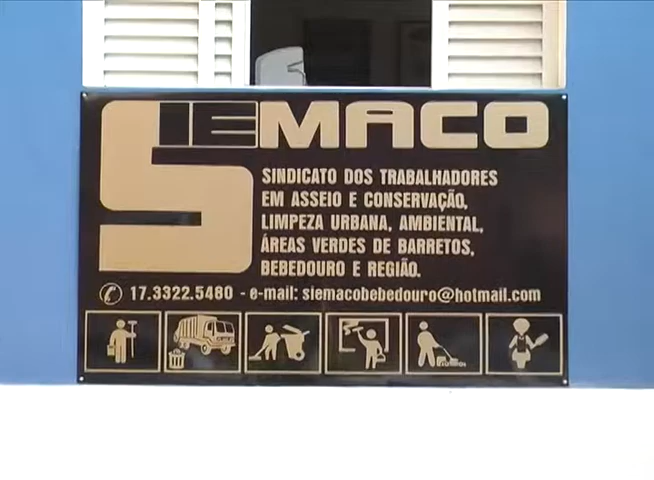 SIEMACO
SINDICATO DOS TRABALHADORES
EM ASSEIO E CONSERVAÇÃO,
LIMPEZA URBANA, AMBIENTAL,
ÁREAS VERDES DE BARRETOS,
BEBEDOURO E REGIÃO.
17.3322.5480 - e-mail: siemacobebedouro@hotmail.com